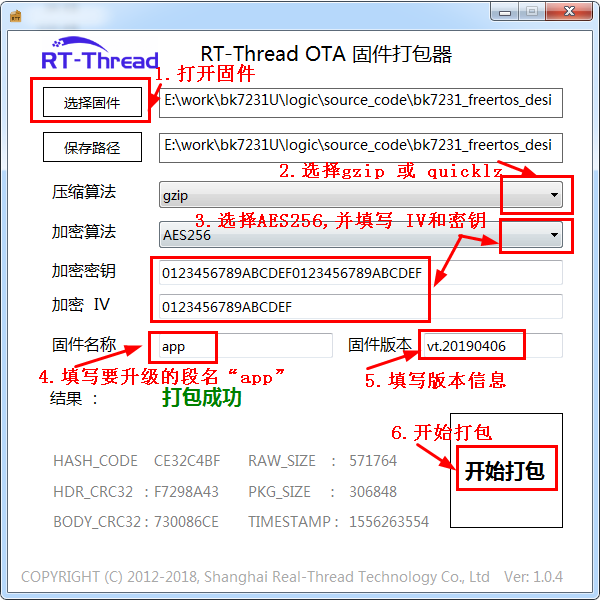 RT-Thread
RT-Thread OTA 固件打包器
1.打开固件
选择固件
E:\work\bk7231U\logic\source_code\bk7231_freertos_desi
保存路径
E:\work\bk7231U\logic\source_code\bk7231_freertos_desi
2.选择gzip 或 quicklz
压缩算法
gzip
3.选择AES256,并填写 IV和密钥
加密算法
AES256
加密密钥
0123456789ABCDEF0123456789ABCDEF
加密 IV
0123456789ABCDEF
固件名称 app 固件版本 vt.20190406
4.填写要升级的段名“app”
5.填写版本信息
结果 : 打包成功
6.开始打包
开始打包
HASH_CODE CE32C4BF RAW_SIZE : 571764
HDR_CRC32 : F7298A43 PKG_SIZE : 306848
BODY_CRC32 : 730086CE TIMESTAMP : 1556263554
COPYRIGHT (C) 2012-2018, Shanghai Real-Thread Technology Co., Ltd Ver: 1.0.4